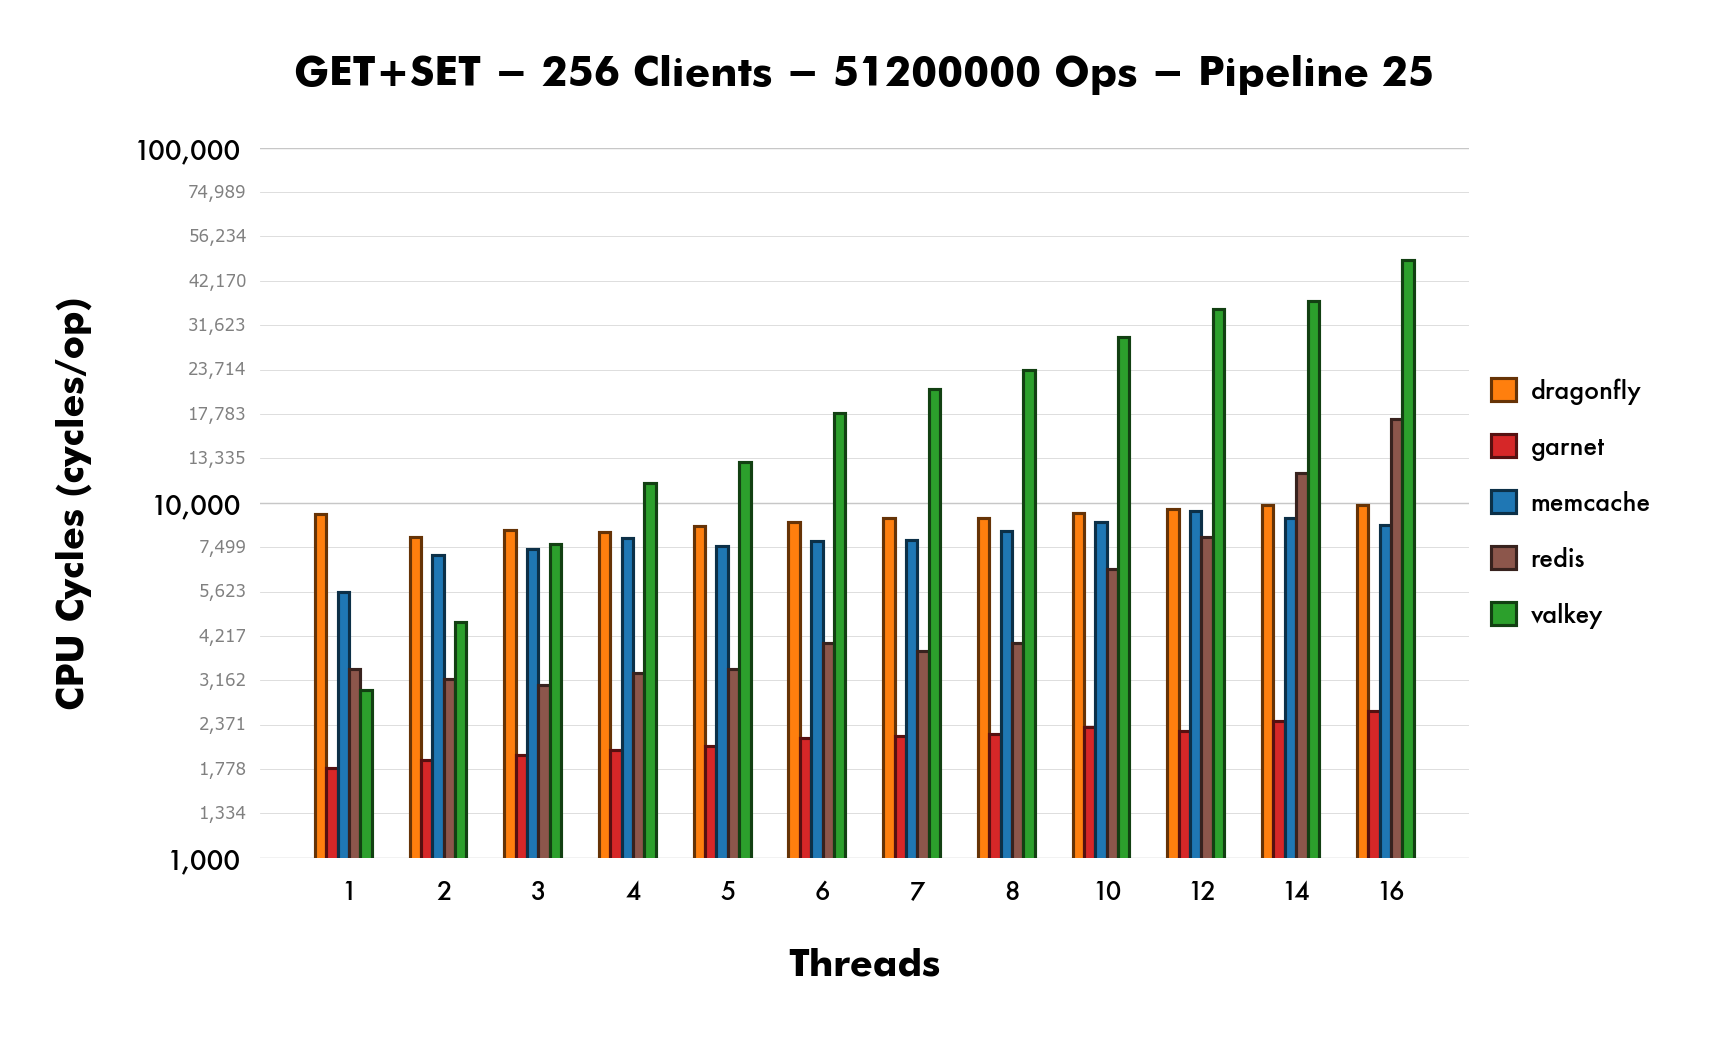 GET+SET – 256 Clients – 51200000 Ops – Pipeline 25
CPU Cycles (cycles/op)
100,000
74,989
56,234
42,170
31,623
23,714
17,783
13,335
10,000
7,499
5,623
4,217
3,162
2,371
1,778
1,334
1,000
dragonfly
garnet
memcache
redis
valkey
1 2 3 4 5 6 7 8 10 12 14 16
Threads